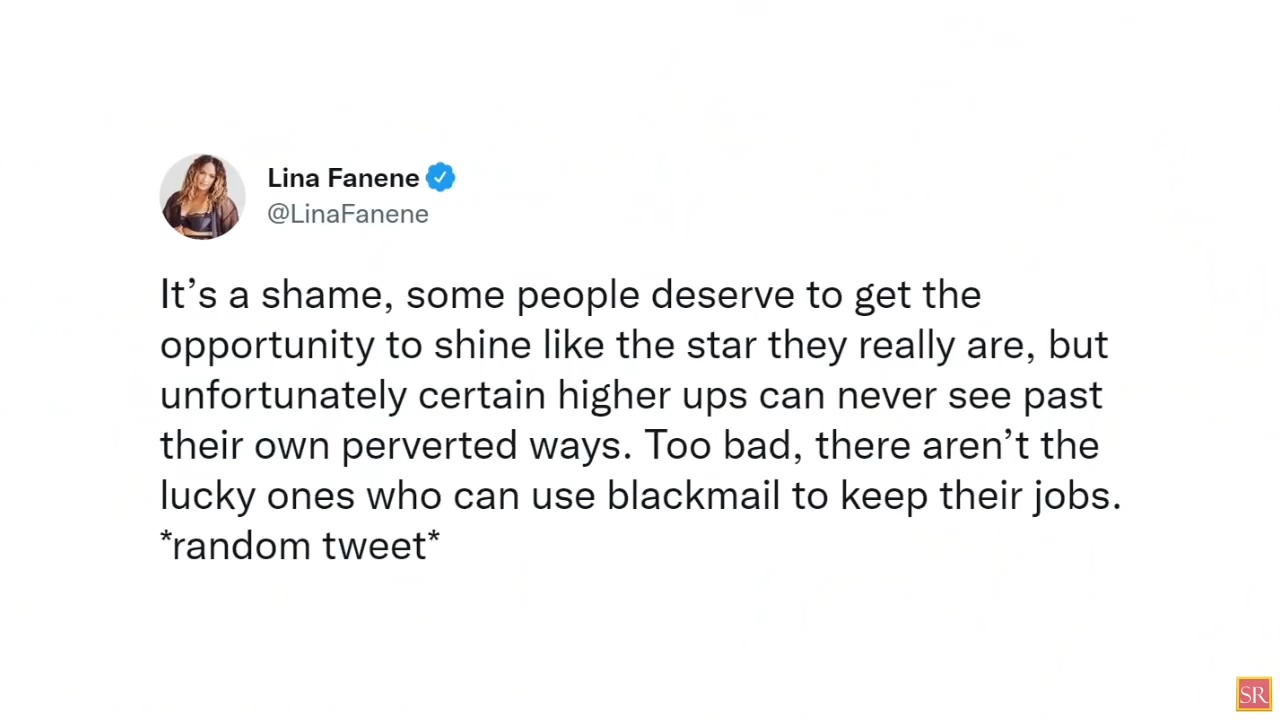 Lina Fanene
@LinaFanene
It’s a shame, some people deserve to get the
opportunity to shine like the star they really are, but
unfortunately certain higher ups can never see past
their own perverted ways. Too bad, there aren’t the
lucky ones who can use blackmail to keep their jobs.
*random tweet*
SR